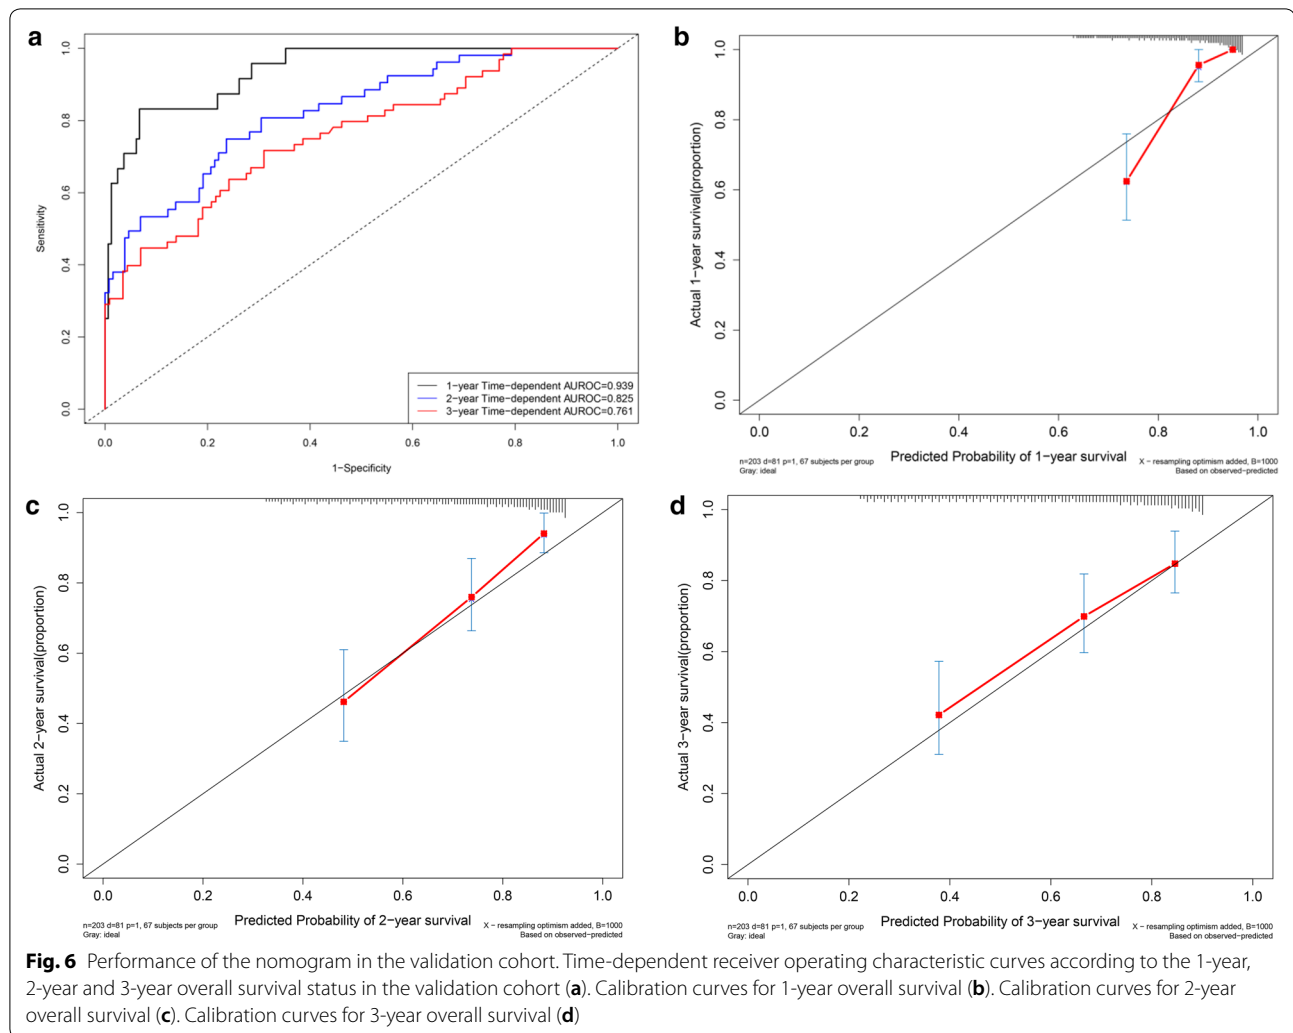 a
1.0
0.8
0.6
0.4
0.2
0.0
Sensitivity
1-year Time-dependent AUROC=0.939
2-year Time-dependent AUROC=0.825
3-year Time-dependent AUROC=0.761
0.0 0.2 0.4 0.6 0.8 1.0
1-Specificity
b
1.0
0.8
0.6
0.4
0.2
0.0
Actual 1−year survival(proportion)
0.0 0.2 0.4 0.6 0.8 1.0
n=203 d=81 p=1, 67 subjects per group
Gray: ideal
Predicted Probability of 1−year survival
X − resampling optimism added, B=1000
Based on observed−predicted
c
1.0
0.8
0.6
0.4
0.2
0.0
Actual 2−year survival(proportion)
0.0 0.2 0.4 0.6 0.8 1.0
n=203 d=81 p=1, 67 subjects per group
Gray: ideal
Predicted Probability of 2−year survival
X − resampling optimism added, B=1000
Based on observed−predicted
d
1.0
0.8
0.6
0.4
0.2
0.0
Actual 3−year survival(proportion)
0.0 0.2 0.4 0.6 0.8 1.0
n=203 d=81 p=1, 67 subjects per group
Gray: ideal
Predicted Probability of 3−year survival
X − resampling optimism added, B=1000
Based on observed−predicted
Fig. 6 Performance of the nomogram in the validation cohort. Time-dependent receiver operating characteristic curves according to the 1-year,
2-year and 3-year overall survival status in the validation cohort (a). Calibration curves for 1-year overall survival (b). Calibration curves for 2-year
overall survival (c). Calibration curves for 3-year overall survival (d)